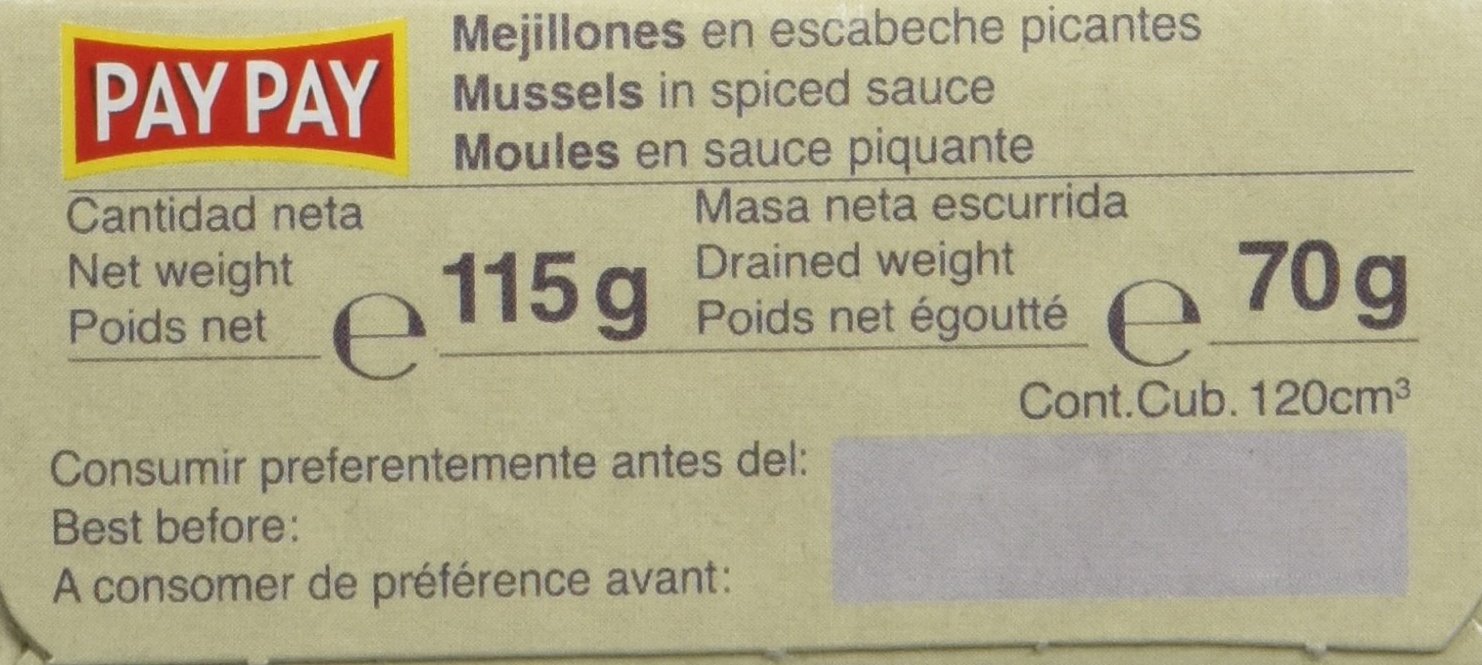 PAY PAY
Mejillones en escabeche picantes
Mussels in spiced sauce
Moules en sauce piquante
Cantidad neta
Net weight
Poids net
℮ 115 g
Masa neta escurrida
Drained weight
Poids net égoutté
℮ 70 g
Cont.Cub. 120cm³
Consumir preferentemente antes del:
Best before:
A consomer de préférence avant: